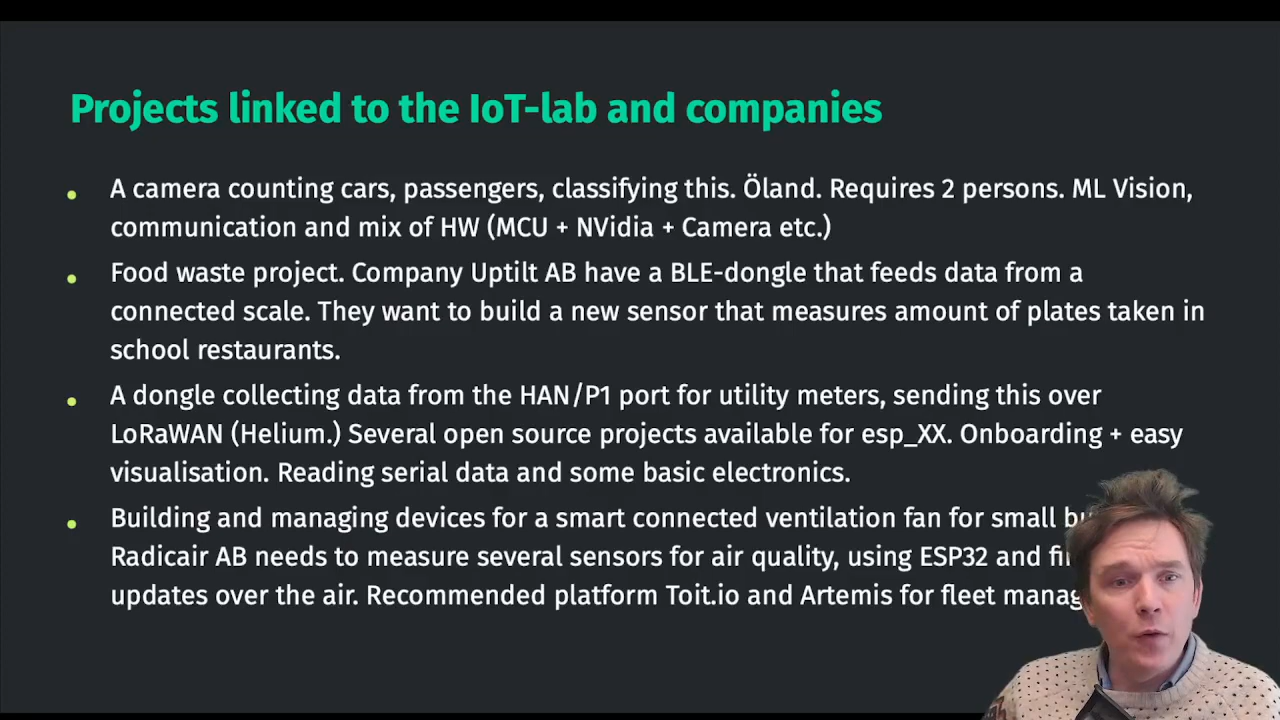 Projects linked to the IoT-lab and companies
A camera counting cars, passengers, classifying this. Öland. Requires 2 persons. ML Vision,
communication and mix of HW (MCU + NVidia + Camera etc.)
Food waste project. Company Uptilt AB have a BLE-dongle that feeds data from a
connected scale. They want to build a new sensor that measures amount of plates taken in
school restaurants.
A dongle collecting data from the HAN/P1 port for utility meters, sending this over
LoRaWAN (Helium.) Several open source projects available for esp_XX. Onboarding + easy
visualisation. Reading serial data and some basic electronics.
Building and managing devices for a smart connected ventilation fan for small
Radicair AB needs to measure several sensors for air quality, using ESP32 and
updates over the air. Recommended platform Toit.io and Artemis for fleet